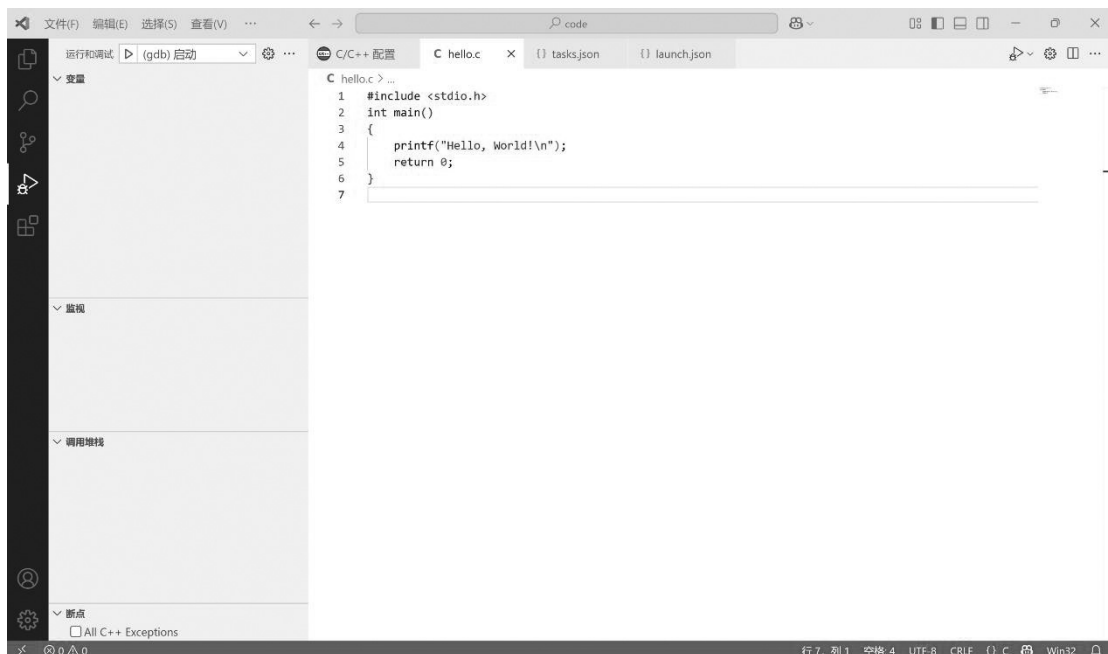 文件(F) 编辑(E) 选择(S) 查看(V) ··· code
运行和调试 (gdb) 启动 ···
C/C++ 配置 C hello.c × {} tasks.json {} launch.json ···
变量
C hello.c > ...
1 #include <stdio.h>
2 int main()
3 {
4 printf("Hello, World!\n");
5 return 0;
6 }
7
监视
调用堆栈
断点
All C++ Exceptions
0 0 行 7, 列 1 空格: 4 UTF-8 CRLF {} C Win32